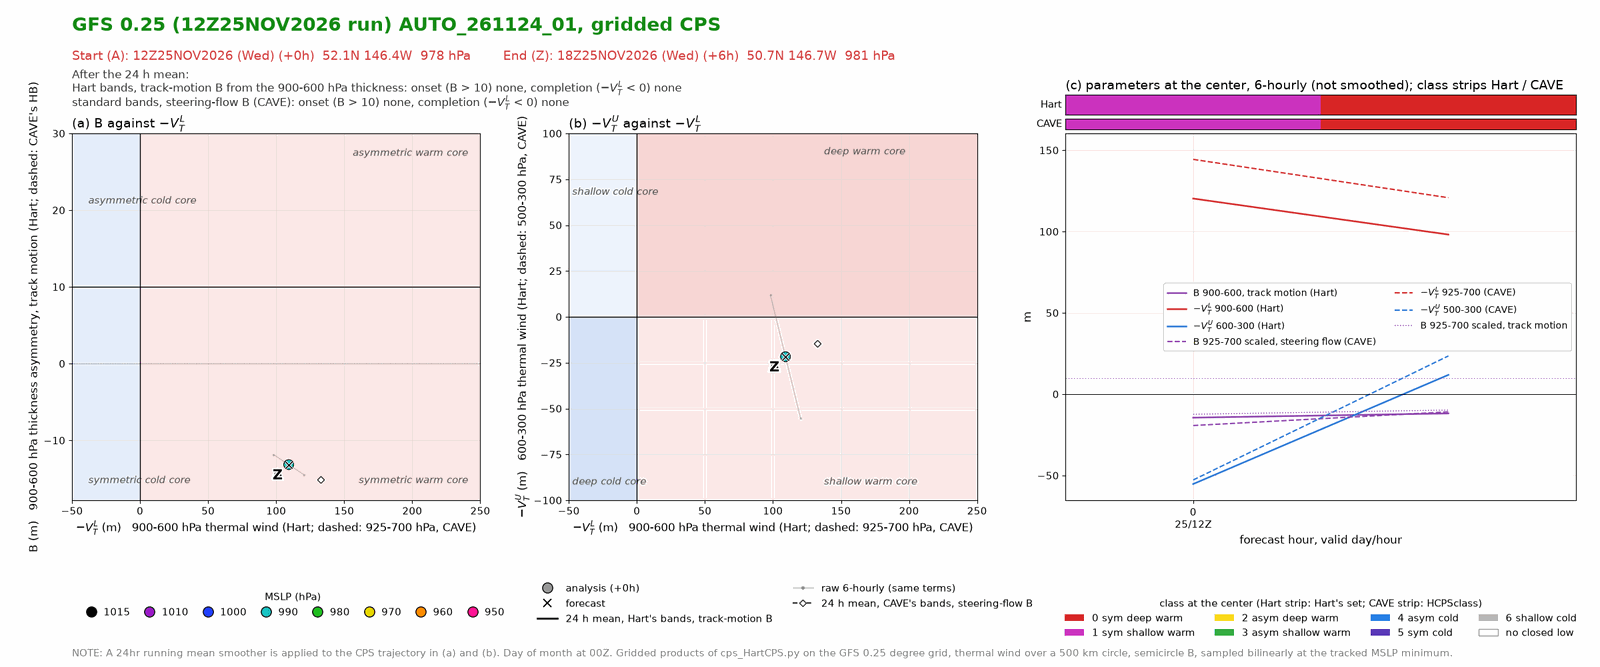 GFS 0.25 (12Z25NOV2026 run) AUTO_261124_01, gridded CPS
Start (A): 12Z25NOV2026 (Wed) (+0h)  52.1N 146.4W  978 hPa
End (Z): 18Z25NOV2026 (Wed) (+6h)  50.7N 146.7W  981 hPa
After the 24 h mean:
Hart bands, track-motion B from the 900-600 hPa thickness: onset (B > 10) none, completion (−V_T^L < 0) none
standard bands, steering-flow B (CAVE): onset (B > 10) none, completion (−V_T^L < 0) none
(a) B against −V_T^L
B (m)   900-600 hPa thickness asymmetry, track motion (Hart; dashed: CAVE's HB)
30
20
10
0
−10
asymmetric warm core
asymmetric cold core
symmetric cold core
symmetric warm core
Z
−50
0
50
100
150
200
250
−V_T^L (m)   900-600 hPa thermal wind (Hart; dashed: 925-700 hPa, CAVE)
(b) −V_T^U against −V_T^L
−V_T^U (m)   600-300 hPa thermal wind (Hart; dashed: 500-300 hPa, CAVE)
100
75
50
25
0
−25
−50
−75
−100
deep warm core
shallow cold core
deep cold core
shallow warm core
Z
−50
0
50
100
150
200
250
−V_T^L (m)   900-600 hPa thermal wind (Hart; dashed: 925-700 hPa, CAVE)
(c) parameters at the center, 6-hourly (not smoothed); class strips Hart / CAVE
Hart
CAVE
m
150
100
50
0
−50
B 900-600, track motion (Hart)
−V_T^L 900-600 (Hart)
−V_T^U 600-300 (Hart)
B 925-700 scaled, steering flow (CAVE)
−V_T^L 925-700 (CAVE)
−V_T^U 500-300 (CAVE)
B 925-700 scaled, track motion
0
25/12Z
forecast hour, valid day/hour
MSLP (hPa)
1015
1010
1000
990
980
970
960
950
analysis (+0h)
forecast
24 h mean, Hart's bands, track-motion B
raw 6-hourly (same terms)
24 h mean, CAVE's bands, steering-flow B
class at the center (Hart strip: Hart's set; CAVE strip: HCPSclass)
0 sym deep warm
1 sym shallow warm
2 asym deep warm
3 asym shallow warm
4 asym cold
5 sym cold
6 shallow cold
no closed low
NOTE: A 24hr running mean smoother is applied to the CPS trajectory in (a) and (b). Day of month at 00Z. Gridded products of cps_HartCPS.py on the GFS 0.25 degree grid, thermal wind over a 500 km circle, semicircle B, sampled bilinearly at the tracked MSLP minimum.